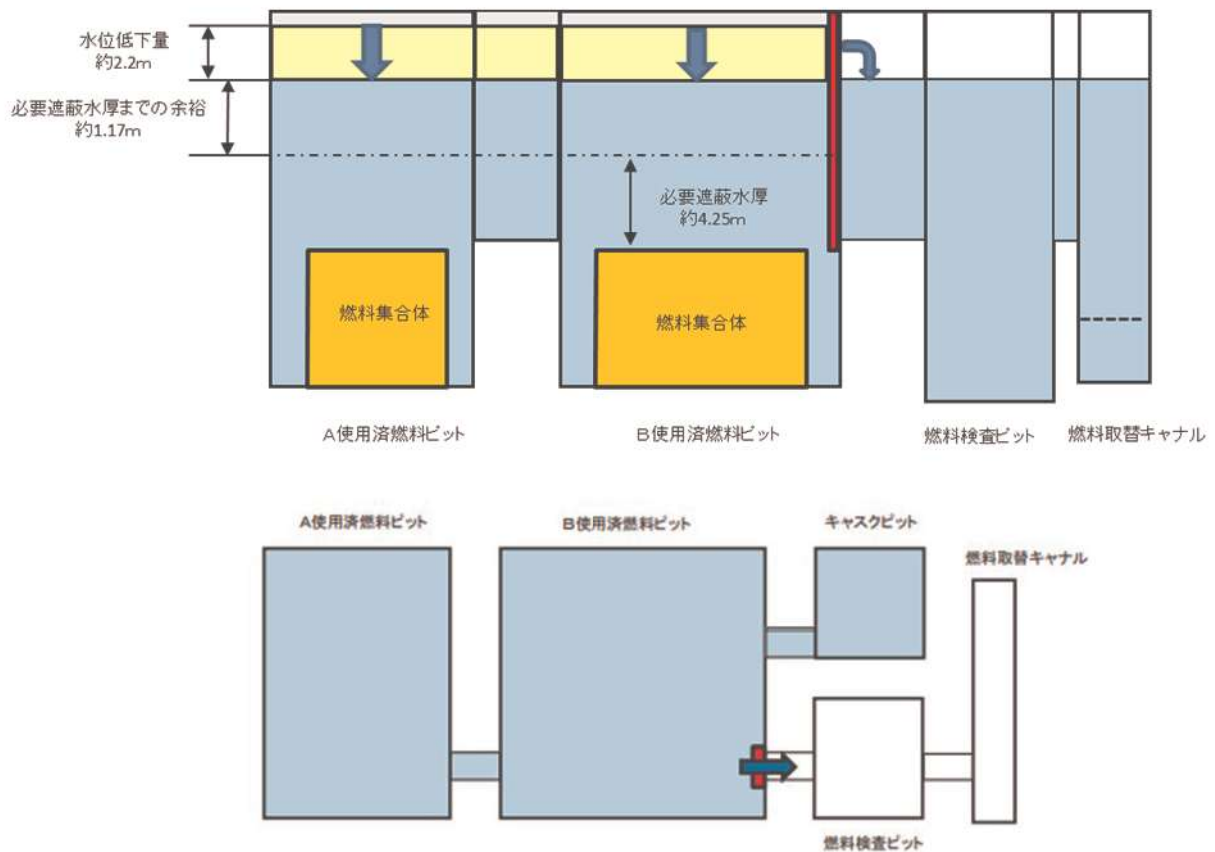 水位低下量
約2.2m
必要遮蔽水厚までの余裕
約1.17m
必要遮蔽水厚
約4.25m
燃料集合体
燃料集合体
A使用済燃料ピット
B使用済燃料ピット
燃料検査ピット
燃料取替キャナル
A使用済燃料ピット
B使用済燃料ピット
キャスクピット
燃料取替キャナル
燃料検査ピット